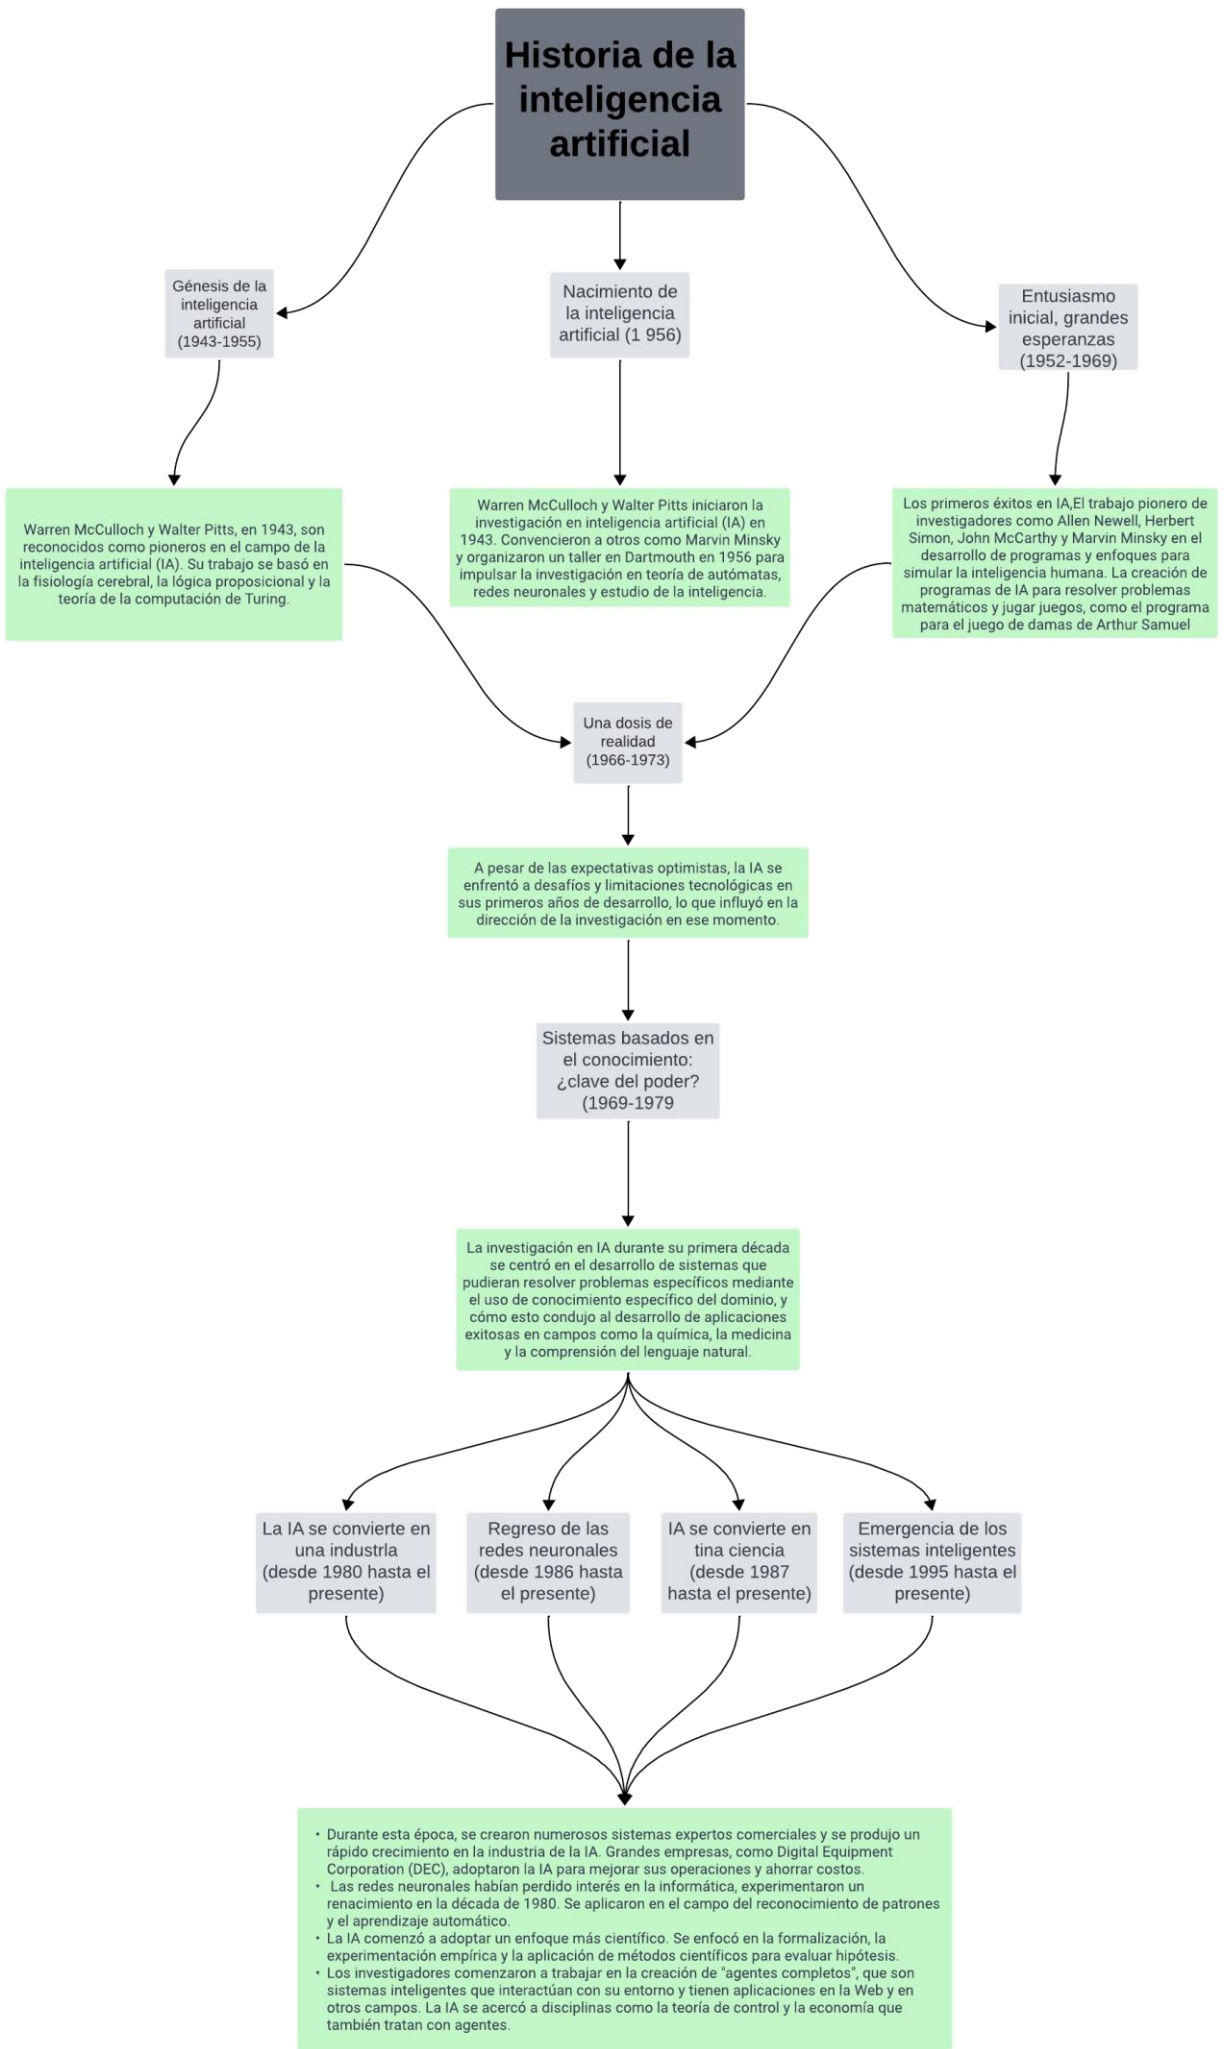 Historia de la
inteligencia
artificial
Génesis de la
inteligencia
artificial
(1943-1955)
Nacimiento de
la inteligencia
artificial (1 956)
Entusiasmo
inicial, grandes
esperanzas
(1952-1969)
Warren McCulloch y Walter Pitts, en 1943, son
reconocidos como pioneros en el campo de la
inteligencia artificial (IA). Su trabajo se basó en
la fisiología cerebral, la lógica proposicional y la
teoría de la computación de Turing.
Warren McCulloch y Walter Pitts iniciaron la
investigación en inteligencia artificial (IA) en
1943. Convencieron a otros como Marvin Minsky
y organizaron un taller en Dartmouth en 1956 para
impulsar la investigación en teoría de autómatas,
redes neuronales y estudio de la inteligencia.
Los primeros éxitos en IA,El trabajo pionero de
investigadores como Allen Newell, Herbert
Simon, John McCarthy y Marvin Minsky en el
desarrollo de programas y enfoques para
simular la inteligencia humana. La creación de
programas de IA para resolver problemas
matemáticos y jugar juegos, como el programa
para el juego de damas de Arthur Samuel
Una dosis de
realidad
(1966-1973)
A pesar de las expectativas optimistas, la IA se
enfrentó a desafíos y limitaciones tecnológicas en
sus primeros años de desarrollo, lo que influyó en la
dirección de la investigación en ese momento.
Sistemas basados en
el conocimiento:
¿clave del poder?
(1969-1979
La investigación en IA durante su primera década
se centró en el desarrollo de sistemas que
pudieran resolver problemas específicos mediante
el uso de conocimiento específico del dominio, y
cómo esto condujo al desarrollo de aplicaciones
exitosas en campos como la química, la medicina
y la comprensión del lenguaje natural.
La IA se convierte en
una industrla
(desde 1980 hasta el
presente)
Regreso de las
redes neuronales
(desde 1986 hasta
el presente)
IA se convierte en
tina ciencia
(desde 1987
hasta el presente)
Emergencia de los
sistemas inteligentes
(desde 1995 hasta el
presente)
• Durante esta época, se crearon numerosos sistemas expertos comerciales y se produjo un
rápido crecimiento en la industria de la IA. Grandes empresas, como Digital Equipment
Corporation (DEC), adoptaron la IA para mejorar sus operaciones y ahorrar costos.
• Las redes neuronales habían perdido interés en la informática, experimentaron un
renacimiento en la década de 1980. Se aplicaron en el campo del reconocimiento de patrones
y el aprendizaje automático.
• La IA comenzó a adoptar un enfoque más científico. Se enfocó en la formalización, la
experimentación empírica y la aplicación de métodos científicos para evaluar hipótesis.
• Los investigadores comenzaron a trabajar en la creación de "agentes completos", que son
sistemas inteligentes que interactúan con su entorno y tienen aplicaciones en la Web y en
otros campos. La IA se acercó a disciplinas como la teoría de control y la economía que
también tratan con agentes.